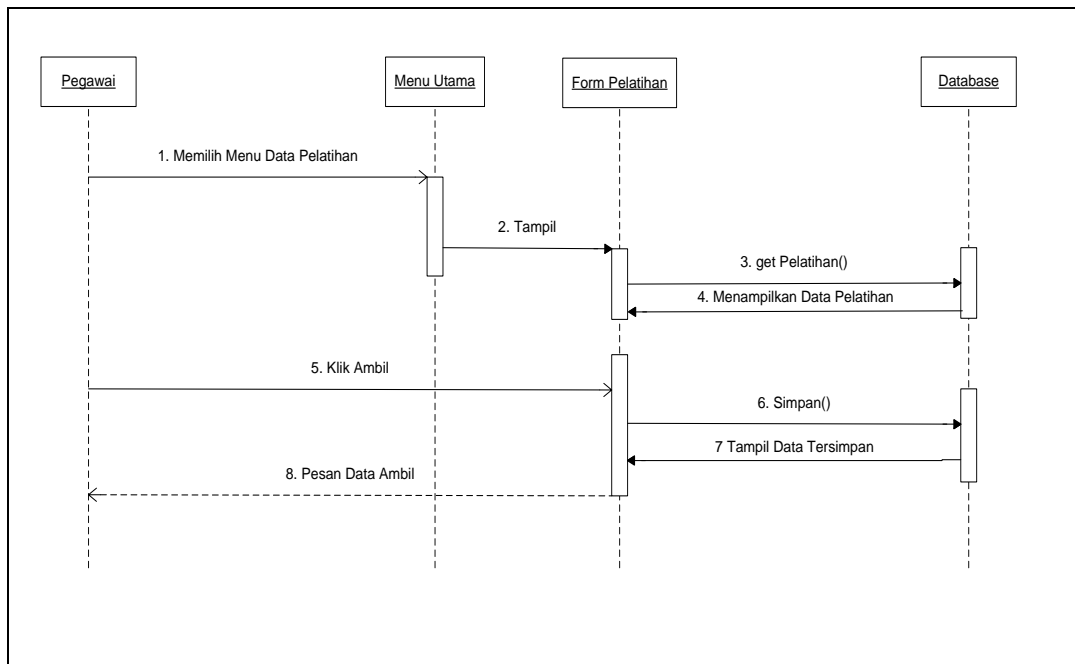 Pegawai
Menu Utama
Form Pelatihan
Database
1. Memilih Menu Data Pelatihan
2. Tampil
3. get Pelatihan()
4. Menampilkan Data Pelatihan
5. Klik Ambil
6. Simpan()
7 Tampil Data Tersimpan
8. Pesan Data Ambil